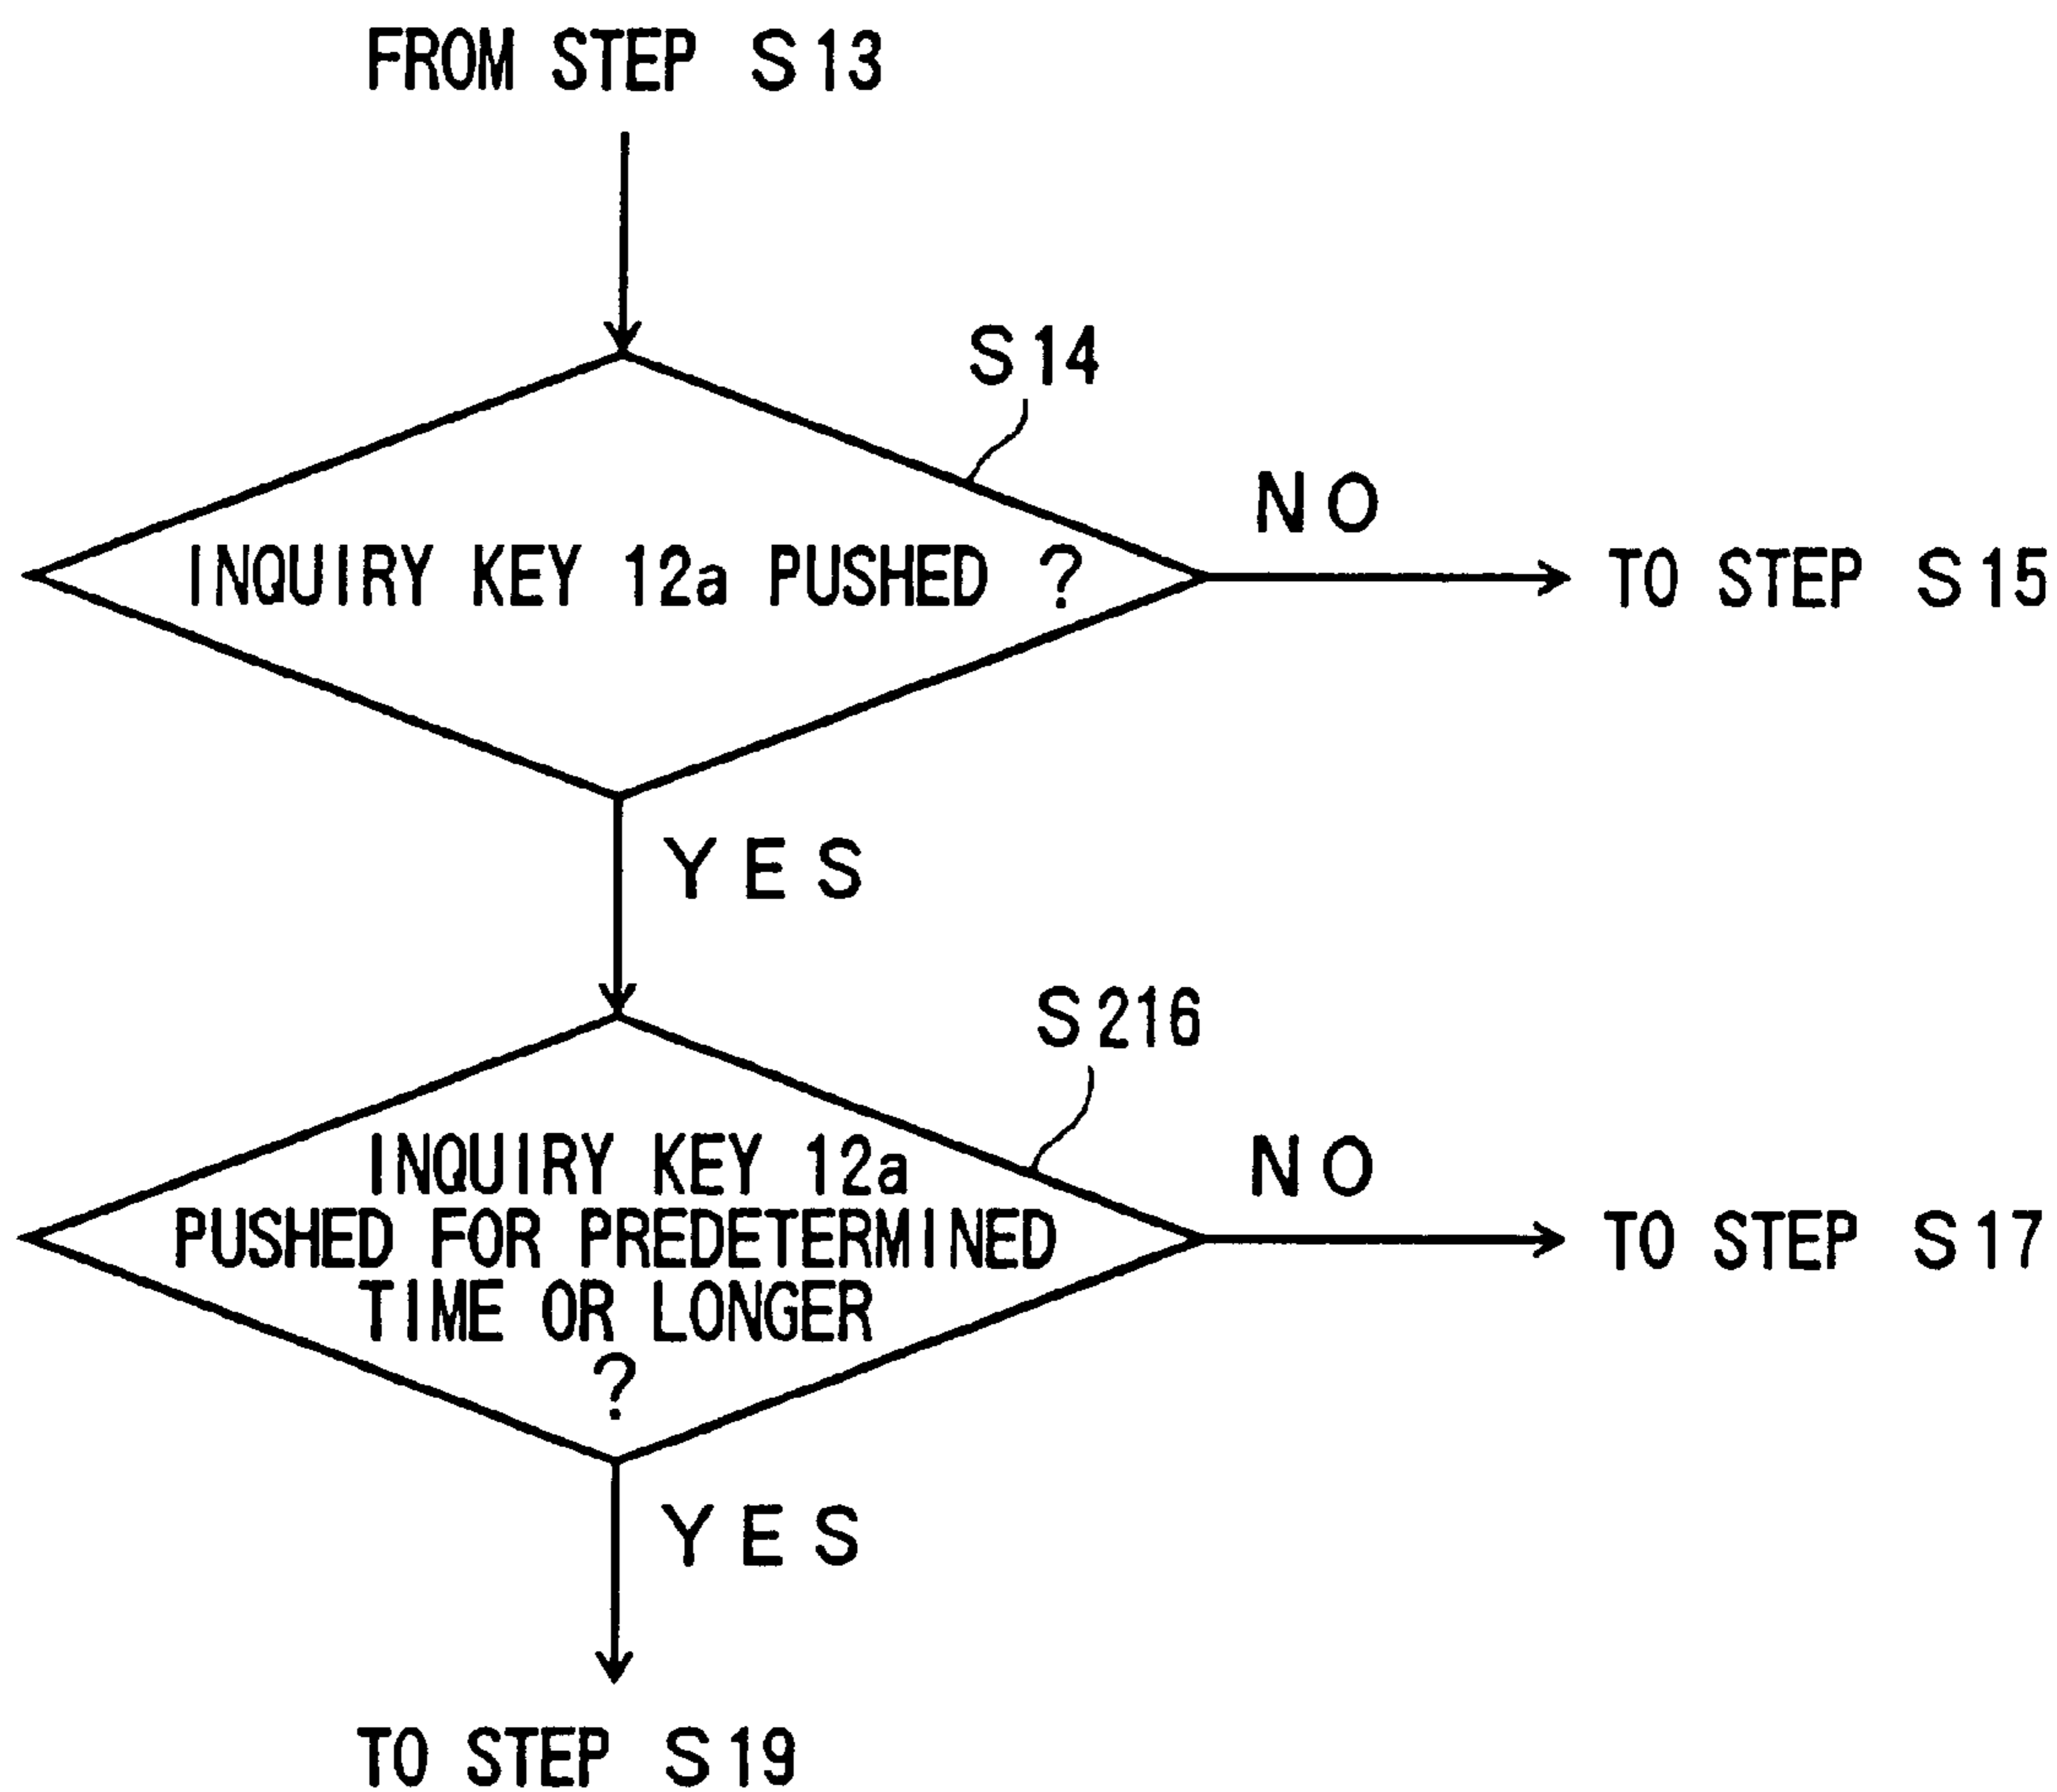 FROM STEP S13
S14
NO
INQUIRY KEY 12a PUSHED ?
TO STEP S15
YES
S216
INQUIRY KEY 12a
PUSHED FOR PREDETERMINED
TIME OR LONGER
?
NO
TO STEP S17
YES
TO STEP S19